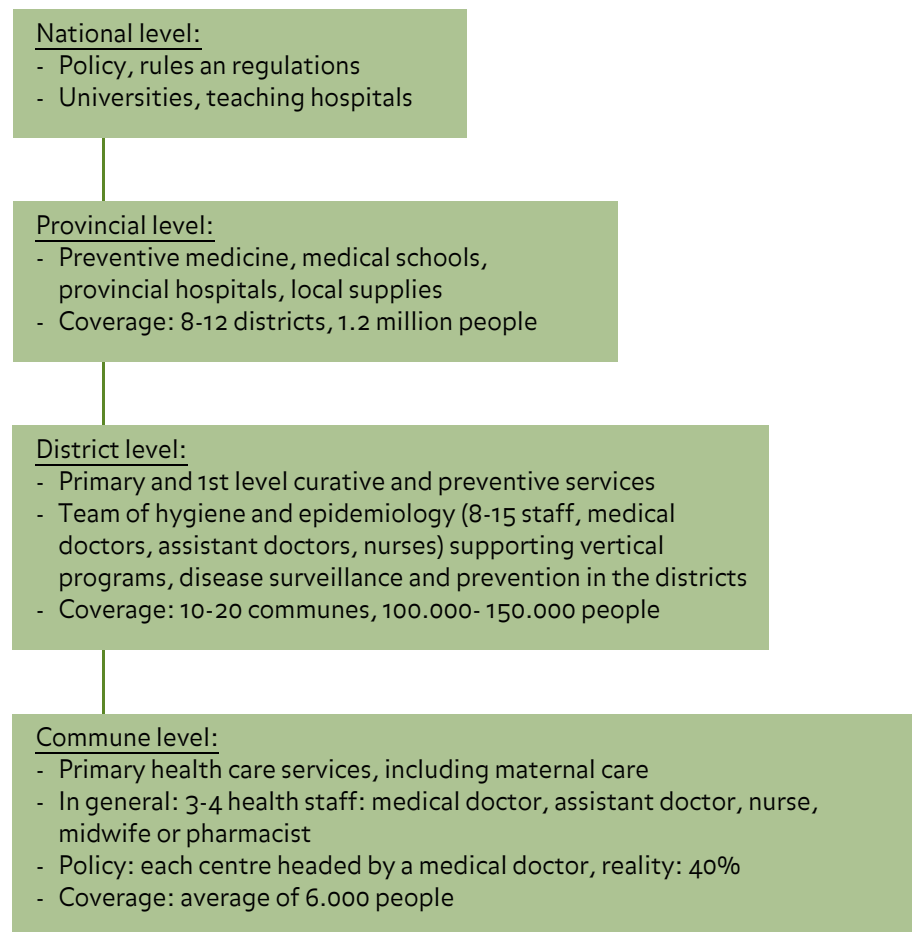 National level:
- Policy, rules an regulations
- Universities, teaching hospitals
Provincial level:
- Preventive medicine, medical schools,
provincial hospitals, local supplies
- Coverage: 8-12 districts, 1.2 million people
District level:
- Primary and 1st level curative and preventive services
- Team of hygiene and epidemiology (8-15 staff, medical
doctors, assistant doctors, nurses) supporting vertical
programs, disease surveillance and prevention in the districts
- Coverage: 10-20 communes, 100.000- 150.000 people
Commune level:
- Primary health care services, including maternal care
- In general: 3-4 health staff: medical doctor, assistant doctor, nurse,
midwife or pharmacist
- Policy: each centre headed by a medical doctor, reality: 40%
- Coverage: average of 6.000 people